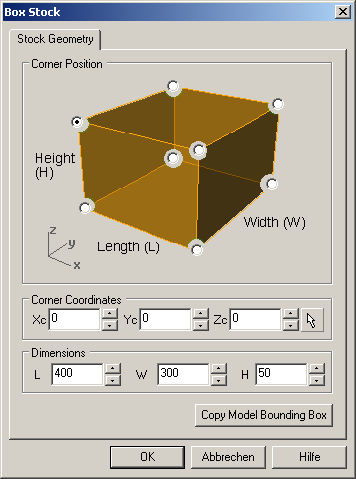 Box Stock
Stock Geometry
Corner Position
Height
(H)
Width (W)
Length (L)
z
y
x
Corner Coordinates
Xc 0 Yc 0 Zc 0
Dimensions
L 400 W 300 H 50
Copy Model Bounding Box
OK Abbrechen Hilfe